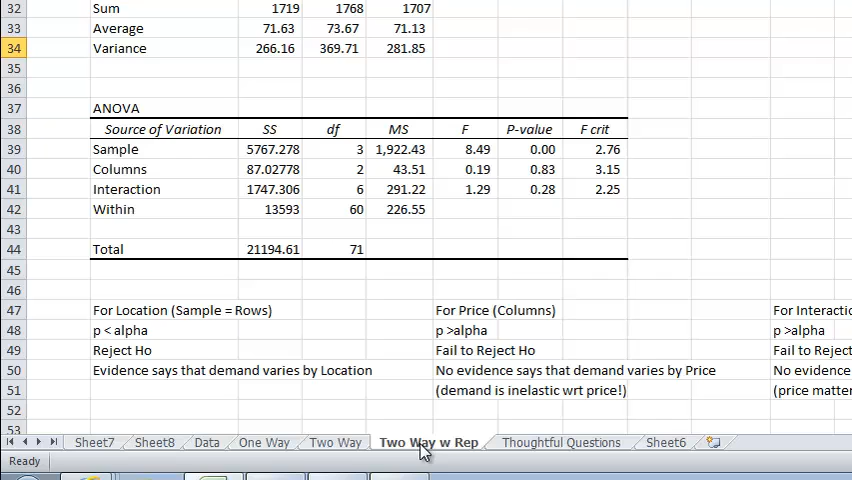 32 Sum 1719 1768 1707
33 Average 71.63 73.67 71.13
34 Variance 266.16 369.71 281.85
35
36
37 ANOVA
38 Source of Variation SS df MS F P-value F crit
39 Sample 5767.278 3 1,922.43 8.49 0.00 2.76
40 Columns 87.02778 2 43.51 0.19 0.83 3.15
41 Interaction 1747.306 6 291.22 1.29 0.28 2.25
42 Within 13593 60 226.55
43
44 Total 21194.61 71
45
46
47 For Location (Sample = Rows) For Price (Columns) For Interactio
48 p < alpha p >alpha p >alpha
49 Reject Ho Fail to Reject Ho Fail to Reject
50 Evidence says that demand varies by Location No evidence says that demand varies by Price No evidence
51 (demand is inelastic wrt price!) (price matter
52
53
Sheet7 Sheet8 Data One Way Two Way Two Way w Rep Thoughtful Questions Sheet6
Ready